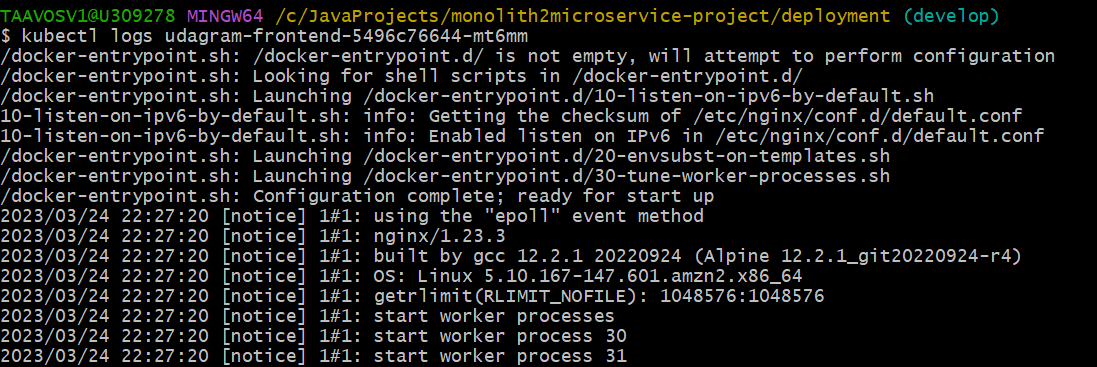 TAAVOSV1@U309278 MINGW64 /c/JavaProjects/monolith2microservice-project/deployment (develop)
$ kubectl logs udagram-frontend-5496c76644-mt6mm
/docker-entrypoint.sh: /docker-entrypoint.d/ is not empty, will attempt to perform configuration
/docker-entrypoint.sh: Looking for shell scripts in /docker-entrypoint.d/
/docker-entrypoint.sh: Launching /docker-entrypoint.d/10-listen-on-ipv6-by-default.sh
10-listen-on-ipv6-by-default.sh: info: Getting the checksum of /etc/nginx/conf.d/default.conf
10-listen-on-ipv6-by-default.sh: info: Enabled listen on IPv6 in /etc/nginx/conf.d/default.conf
/docker-entrypoint.sh: Launching /docker-entrypoint.d/20-envsubst-on-templates.sh
/docker-entrypoint.sh: Launching /docker-entrypoint.d/30-tune-worker-processes.sh
/docker-entrypoint.sh: Configuration complete; ready for start up
2023/03/24 22:27:20 [notice] 1#1: using the "epoll" event method
2023/03/24 22:27:20 [notice] 1#1: nginx/1.23.3
2023/03/24 22:27:20 [notice] 1#1: built by gcc 12.2.1 20220924 (Alpine 12.2.1_git20220924-r4)
2023/03/24 22:27:20 [notice] 1#1: OS: Linux 5.10.167-147.601.amzn2.x86_64
2023/03/24 22:27:20 [notice] 1#1: getrlimit(RLIMIT_NOFILE): 1048576:1048576
2023/03/24 22:27:20 [notice] 1#1: start worker processes
2023/03/24 22:27:20 [notice] 1#1: start worker process 30
2023/03/24 22:27:20 [notice] 1#1: start worker process 31